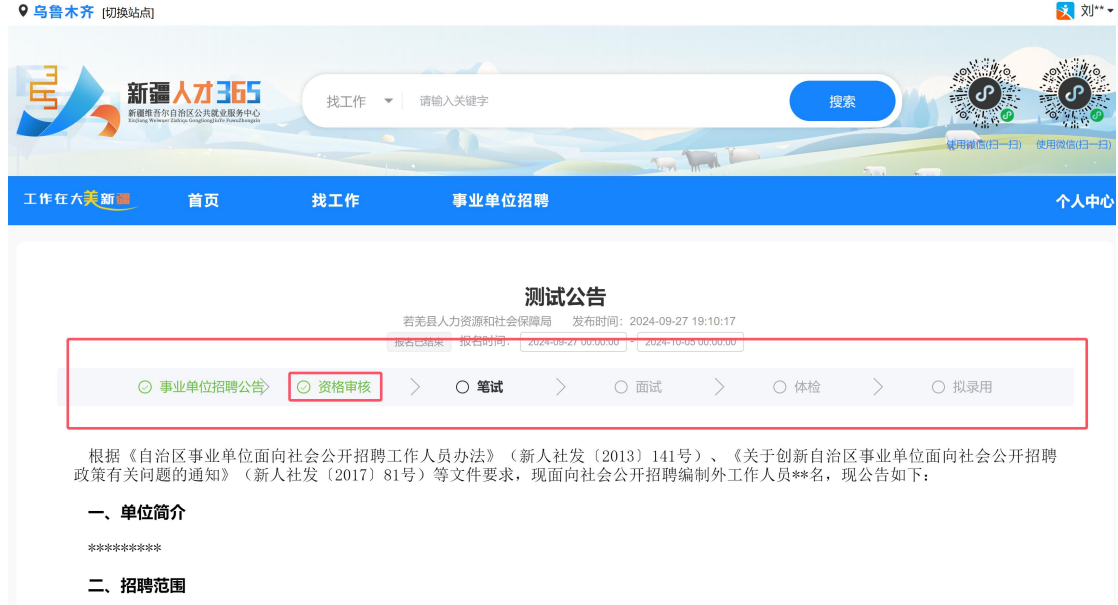 乌鲁木齐 [切换站点] 刘**
新疆人才365
新疆维吾尔自治区公共就业服务中心
Xinjiang Weiwuer Zizhiqu Gonggongjiuye Fuwuzhongxin
找工作 请输入关键字 搜索
使用微信(扫一扫) 使用微信(扫一扫)
工作在大美新疆 首页 找工作 事业单位招聘 个人中心
测试公告
若羌县人力资源和社会保障局 发布时间：2024-09-27 19:10:17
报名已结束 报名时间： 2024-09-27 00:00:00 - 2024-10-05 00:00:00
事业单位招聘公告 资格审核 笔试 面试 体检 拟录用
根据《自治区事业单位面向社会公开招聘工作人员办法》（新人社发〔2013〕141号）、《关于创新自治区事业单位面向社会公开招聘
政策有关问题的通知》（新人社发〔2017〕81号）等文件要求，现面向社会公开招聘编制外工作人员**名，现公告如下：
一、单位简介
*********
二、招聘范围